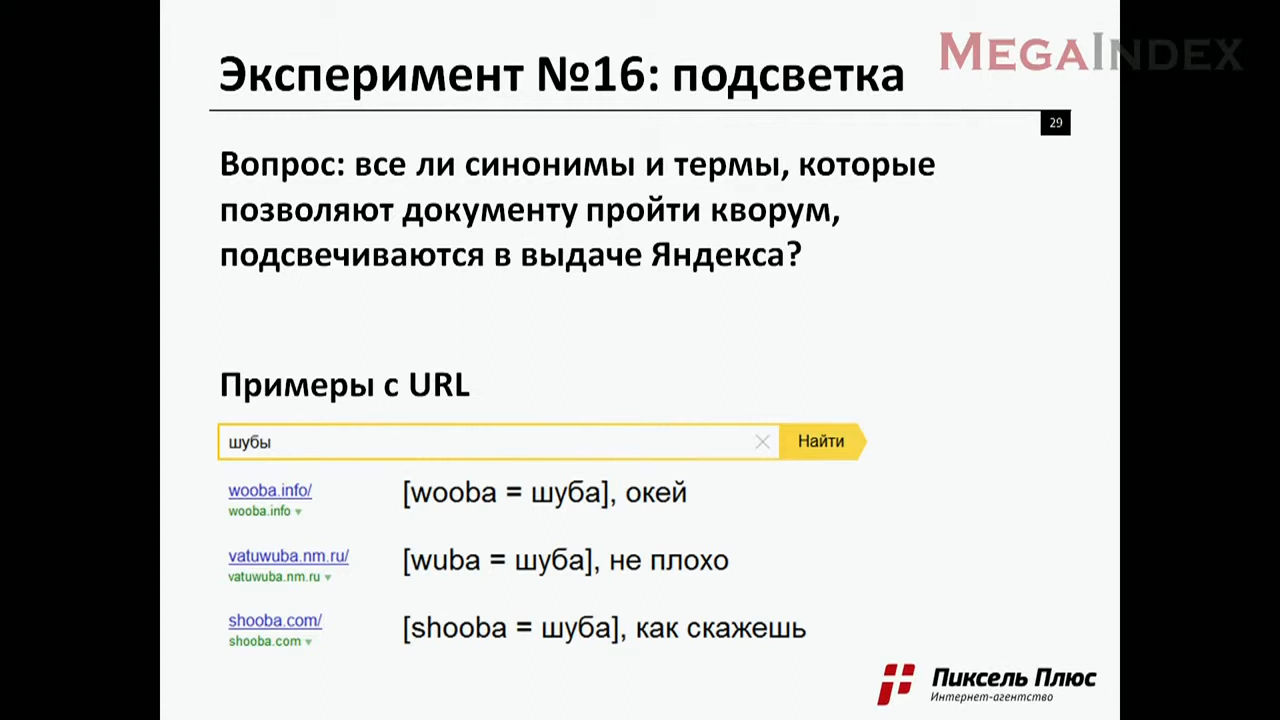 MEGAINDEX
Эксперимент №16: подсветка
29
Вопрос: все ли синонимы и термы, которые
позволяют документу пройти кворум,
подсвечиваются в выдаче Яндекса?
Примеры с URL
шубы
Найти
wooba.info/
wooba.info
[wooba = шуба], окей
vatuwuba.nm.ru/
vatuwuba.nm.ru
[wuba = шуба], не плохо
shooba.com/
shooba.com
[shooba = шуба], как скажешь
Пиксель Плюс
Интернет-агентство